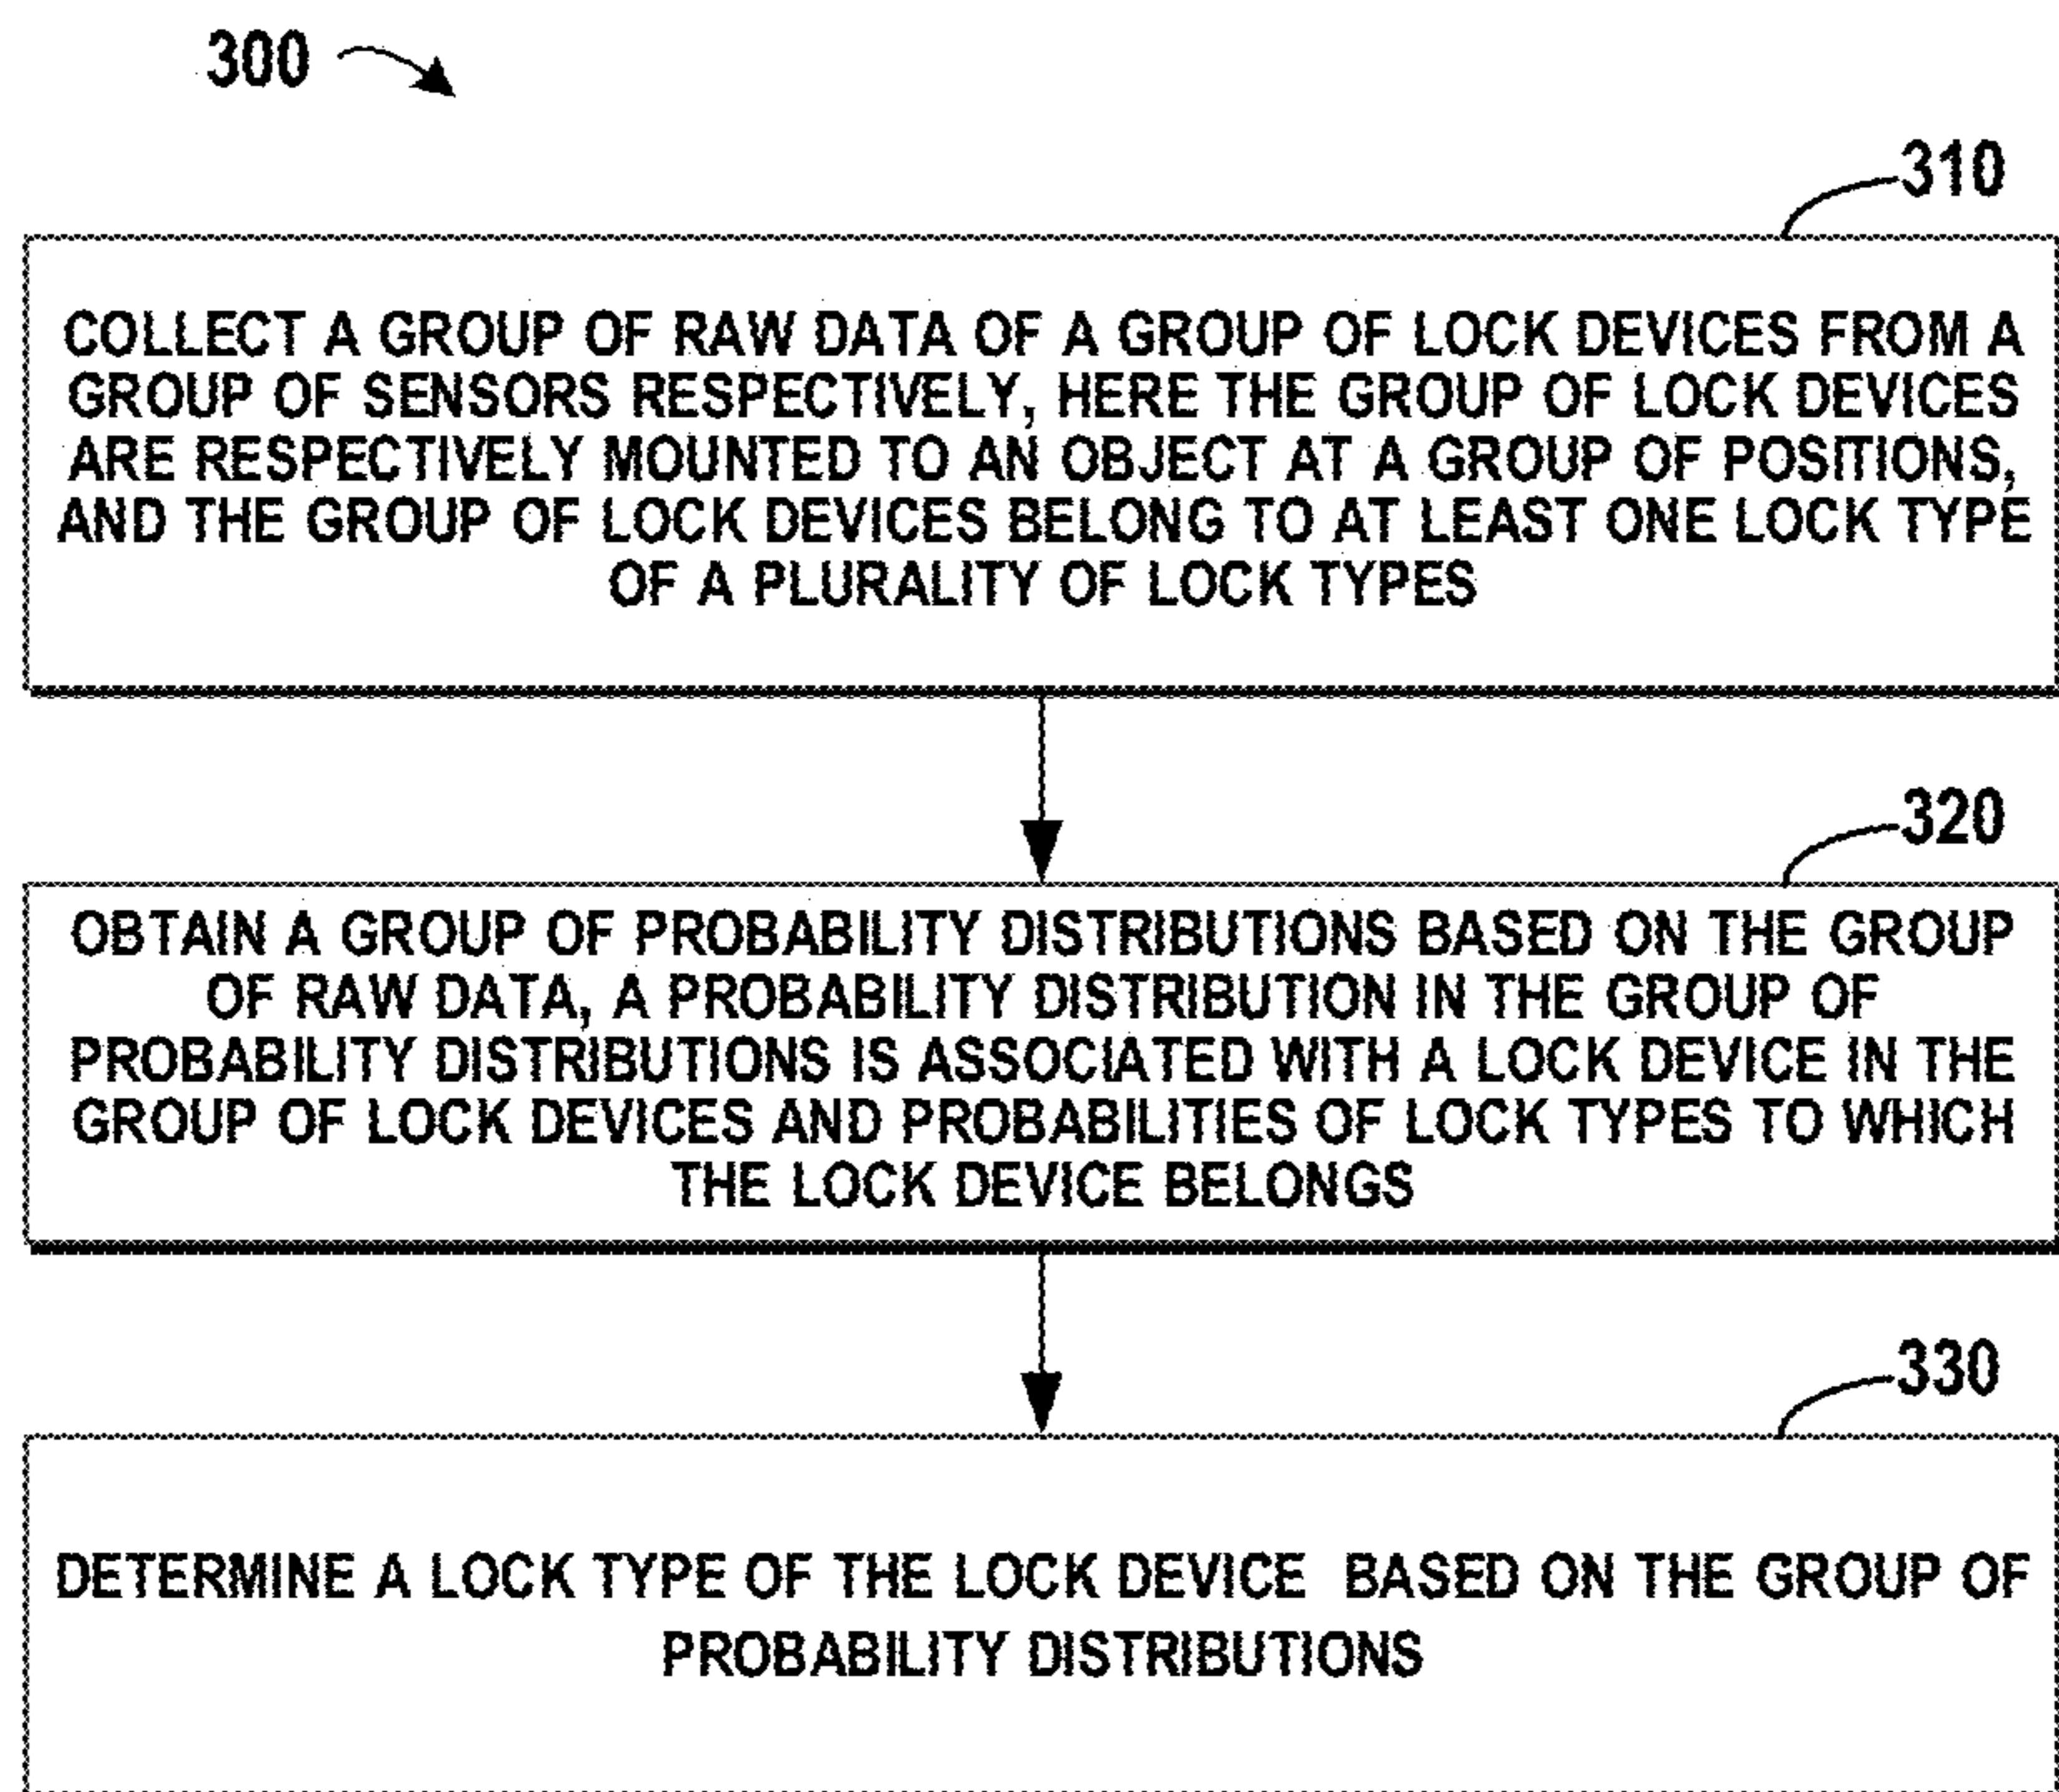 300
310
COLLECT A GROUP OF RAW DATA OF A GROUP OF LOCK DEVICES FROM A
GROUP OF SENSORS RESPECTIVELY, HERE THE GROUP OF LOCK DEVICES
ARE RESPECTIVELY MOUNTED TO AN OBJECT AT A GROUP OF POSITIONS,
AND THE GROUP OF LOCK DEVICES BELONG TO AT LEAST ONE LOCK TYPE
OF A PLURALITY OF LOCK TYPES
320
OBTAIN A GROUP OF PROBABILITY DISTRIBUTIONS BASED ON THE GROUP
OF RAW DATA, A PROBABILITY DISTRIBUTION IN THE GROUP OF
PROBABILITY DISTRIBUTIONS IS ASSOCIATED WITH A LOCK DEVICE IN THE
GROUP OF LOCK DEVICES AND PROBABILITIES OF LOCK TYPES TO WHICH
THE LOCK DEVICE BELONGS
330
DETERMINE A LOCK TYPE OF THE LOCK DEVICE BASED ON THE GROUP OF
PROBABILITY DISTRIBUTIONS